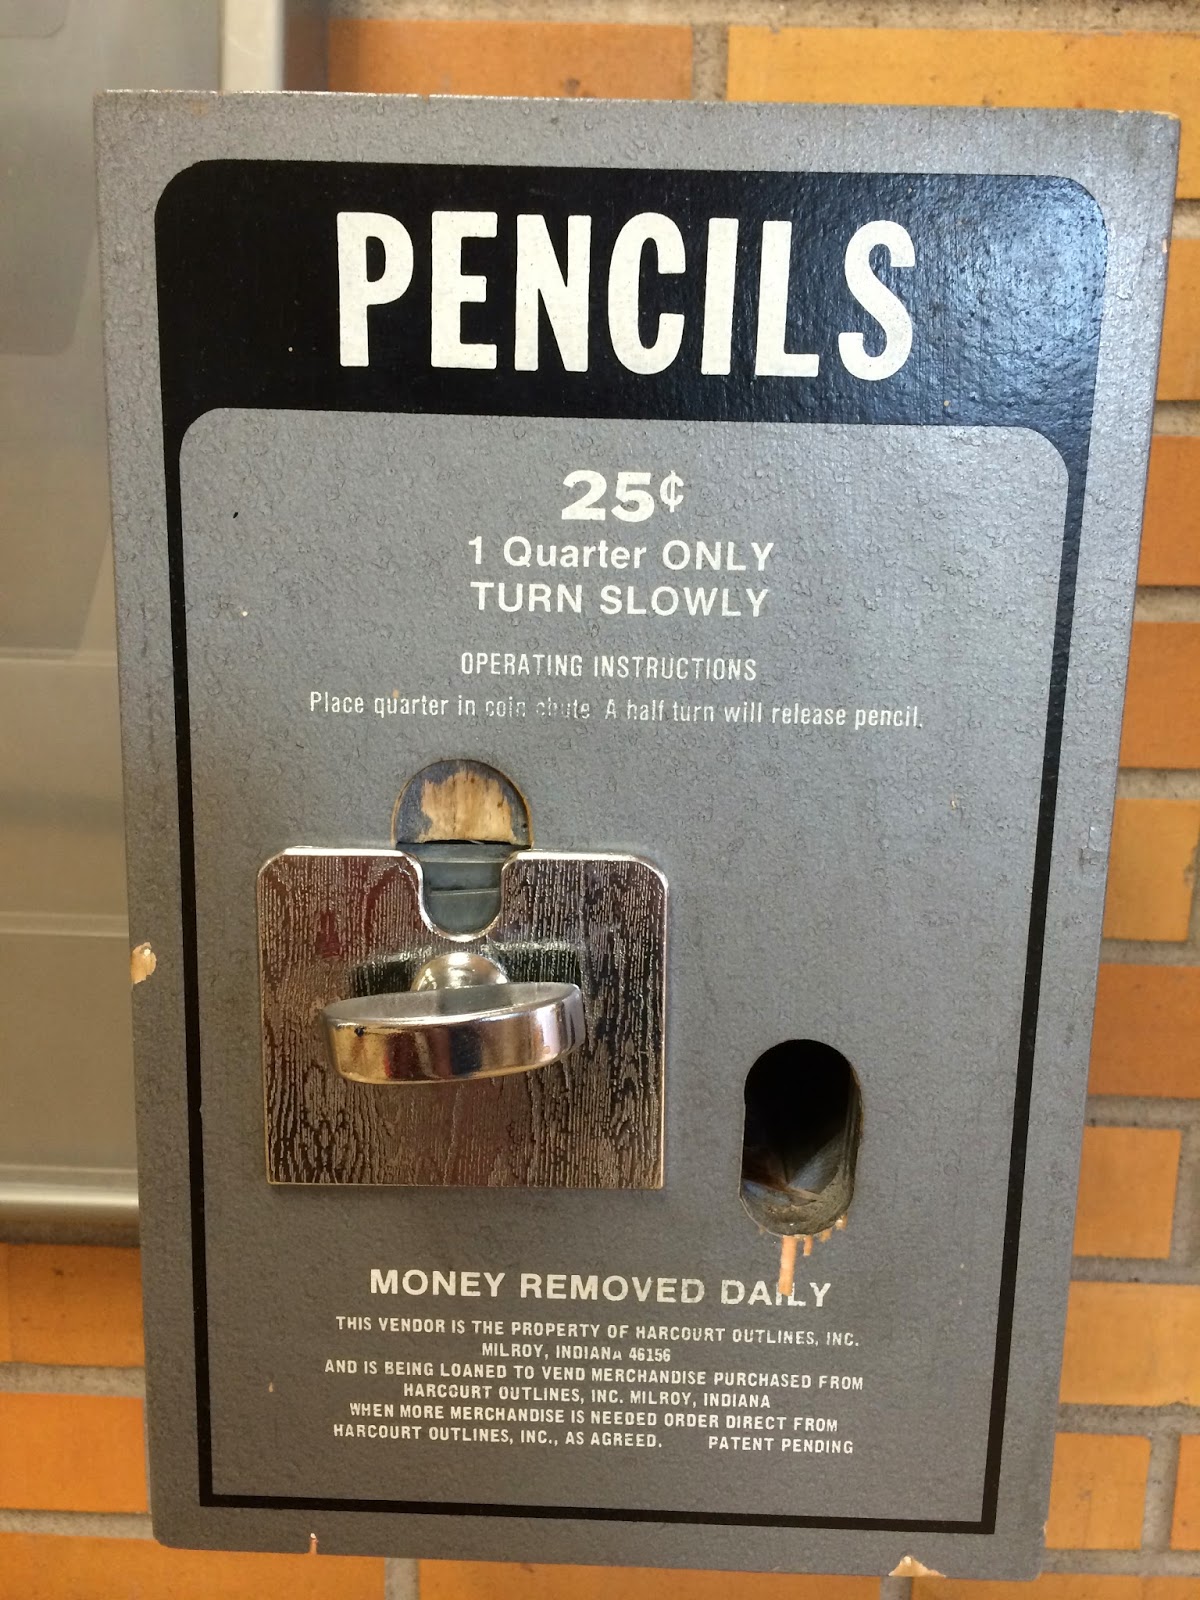 PENCILS
25¢
1 Quarter ONLY
TURN SLOWLY
OPERATING INSTRUCTIONS
Place quarter in coin chute A half turn will release pencil.
MONEY REMOVED DAILY
THIS VENDOR IS THE PROPERTY OF HARCOURT OUTLINES, INC.
MILROY, INDIANA 46156
AND IS BEING LOANED TO VEND MERCHANDISE PURCHASED FROM
HARCOURT OUTLINES, INC. MILROY, INDIANA
WHEN MORE MERCHANDISE IS NEEDED ORDER DIRECT FROM
HARCOURT OUTLINES, INC., AS AGREED. PATENT PENDING